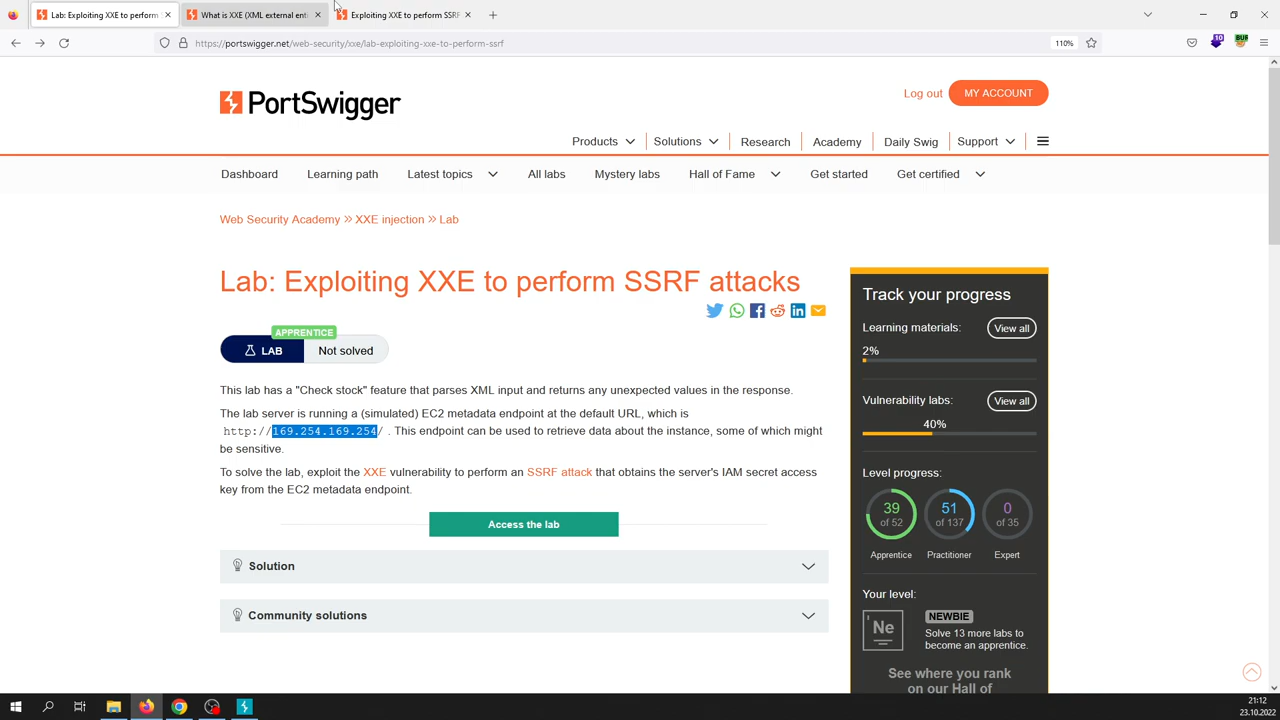 Lab: Exploiting XXE to perform
What is XXE (XML external enti
Exploiting XXE to perform SSRF
https://portswigger.net/web-security/xxe/lab-exploiting-xxe-to-perform-ssrf
110%
10
BUR
PortSwigger
Log out
MY ACCOUNT
Products
Solutions
Research
Academy
Daily Swig
Support
Dashboard
Learning path
Latest topics
All labs
Mystery labs
Hall of Fame
Get started
Get certified
Web Security Academy » XXE injection » Lab
Lab: Exploiting XXE to perform SSRF attacks
APPRENTICE
LAB
Not solved
This lab has a "Check stock" feature that parses XML input and returns any unexpected values in the response.
The lab server is running a (simulated) EC2 metadata endpoint at the default URL, which is
http://169.254.169.254/ . This endpoint can be used to retrieve data about the instance, some of which might
be sensitive.
To solve the lab, exploit the XXE vulnerability to perform an SSRF attack that obtains the server's IAM secret access
key from the EC2 metadata endpoint.
Access the lab
Solution
Community solutions
Track your progress
Learning materials:
View all
2%
Vulnerability labs:
View all
40%
Level progress:
39
of 52
51
of 137
0
of 35
Apprentice
Practitioner
Expert
Your level:
Ne
NEWBIE
Solve 13 more labs to
become an apprentice.
See where you rank
on our Hall of
21:12
23.10.2022